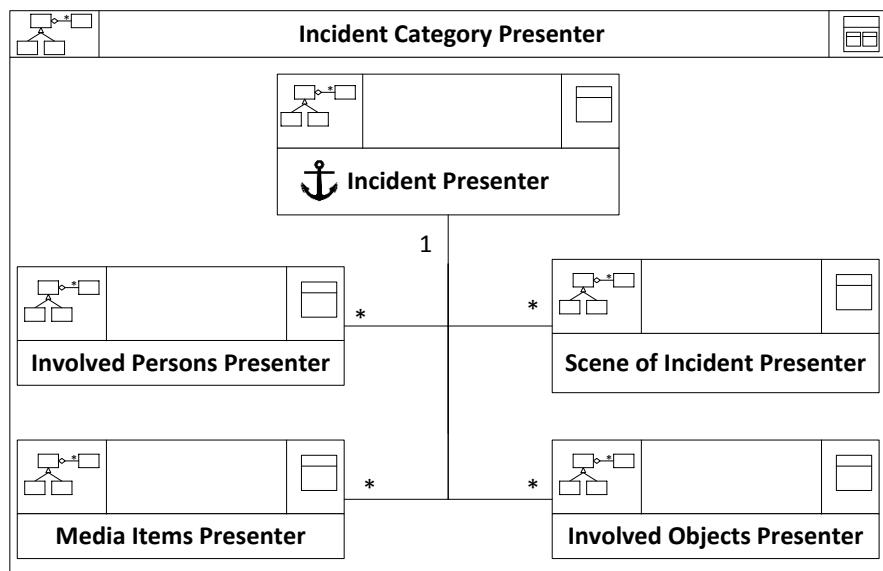 *
Incident Category Presenter
*
Incident Presenter
1
*
*
*
*
Involved Persons Presenter
Scene of Incident Presenter
*
*
*
*
Media Items Presenter
Involved Objects Presenter